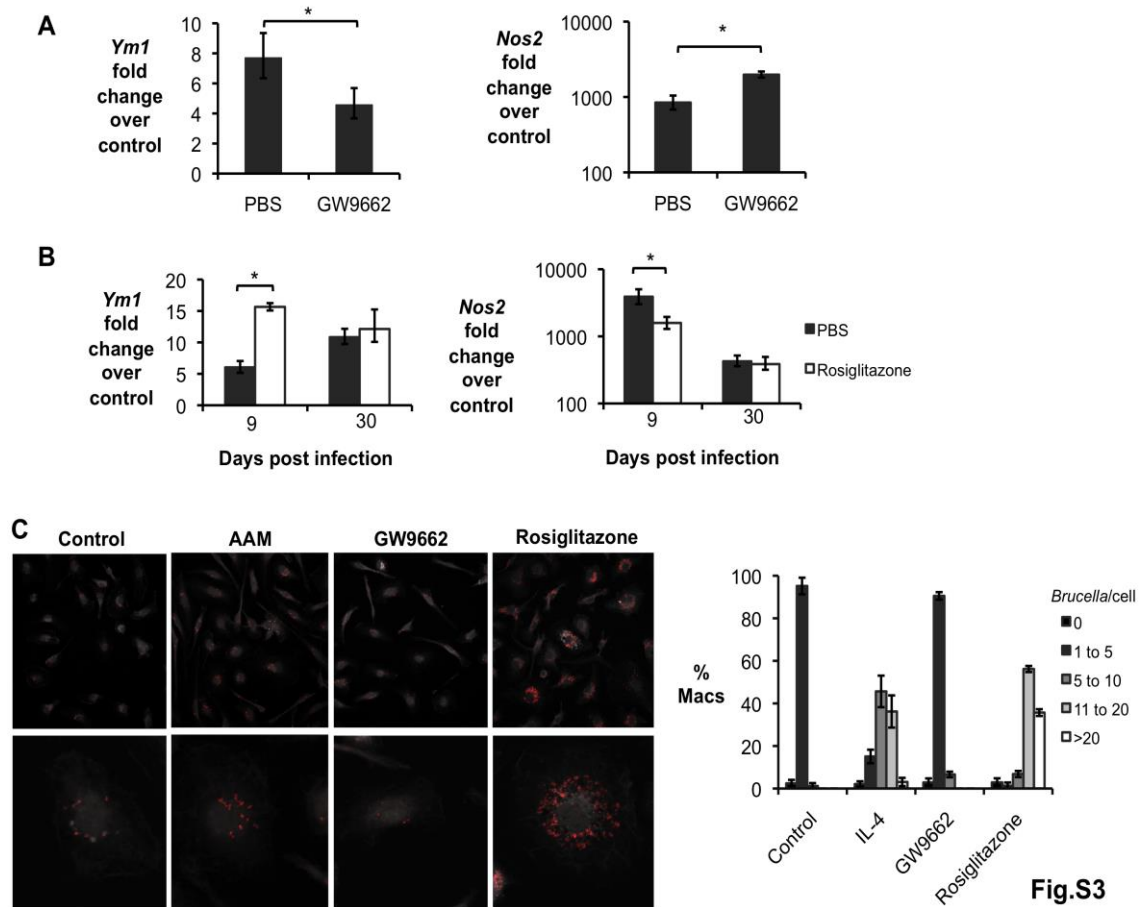 A
Ym1
fold
change
over
control
10
8
6
4
2
0
*
PBS
GW9662
Nos2
fold
change
over
control
10000
1000
100
*
PBS
GW9662
B
Ym1
fold
change
over
control
20
15
10
5
0
*
9
30
Days post infection
Nos2
fold
change
over
control
10000
1000
100
*
9
30
Days post infection
PBS
Rosiglitazone
C
Control
AAM
GW9662
Rosiglitazone
%
Macs
100
80
60
40
20
0
Control
IL-4
GW9662
Rosiglitazone
Brucella/cell
0
1 to 5
5 to 10
11 to 20
>20
Fig.S3